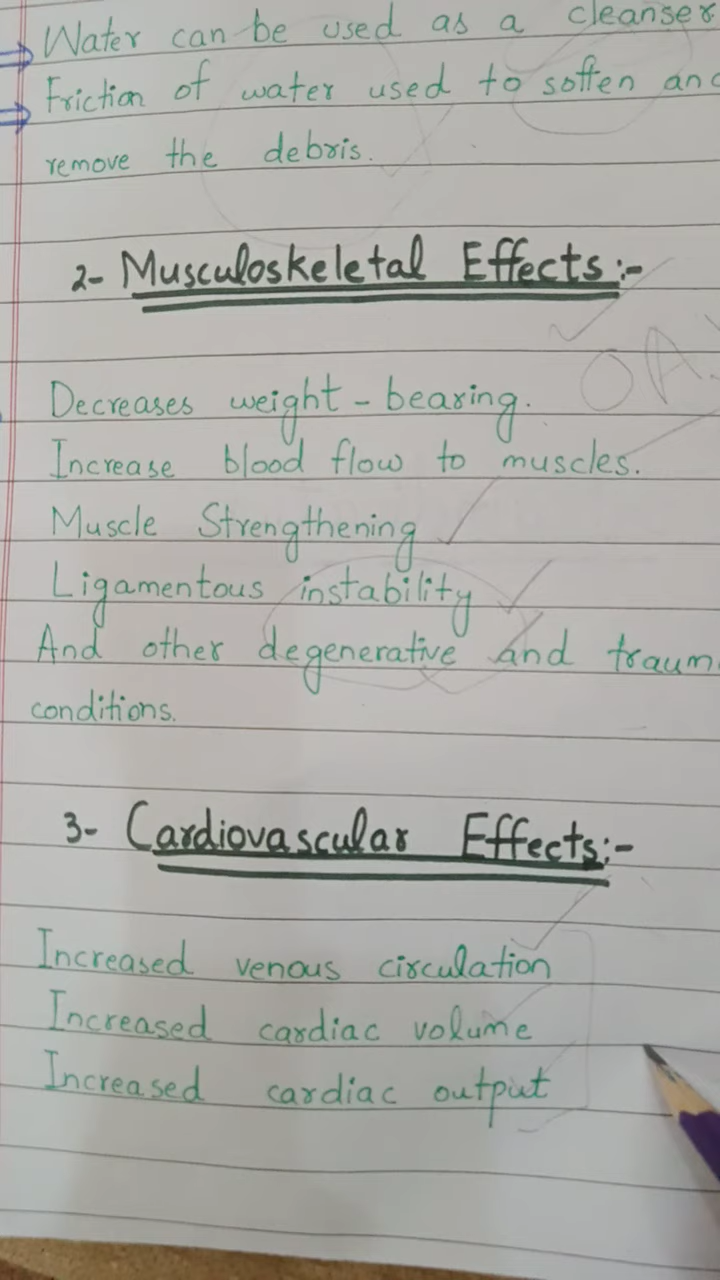 Water can be used as a cleanser
Friction of water used to soften and
remove the debris.
2- Musculoskeletal Effects:-
Decreases weight-bearing.
Increase blood flow to muscles.
Muscle Strengthening
Ligamentous instability
And other degenerative and traum
conditions.
3- Cardiovascular Effects:-
Increased venous circulation
Increased cardiac volume
Increased cardiac output